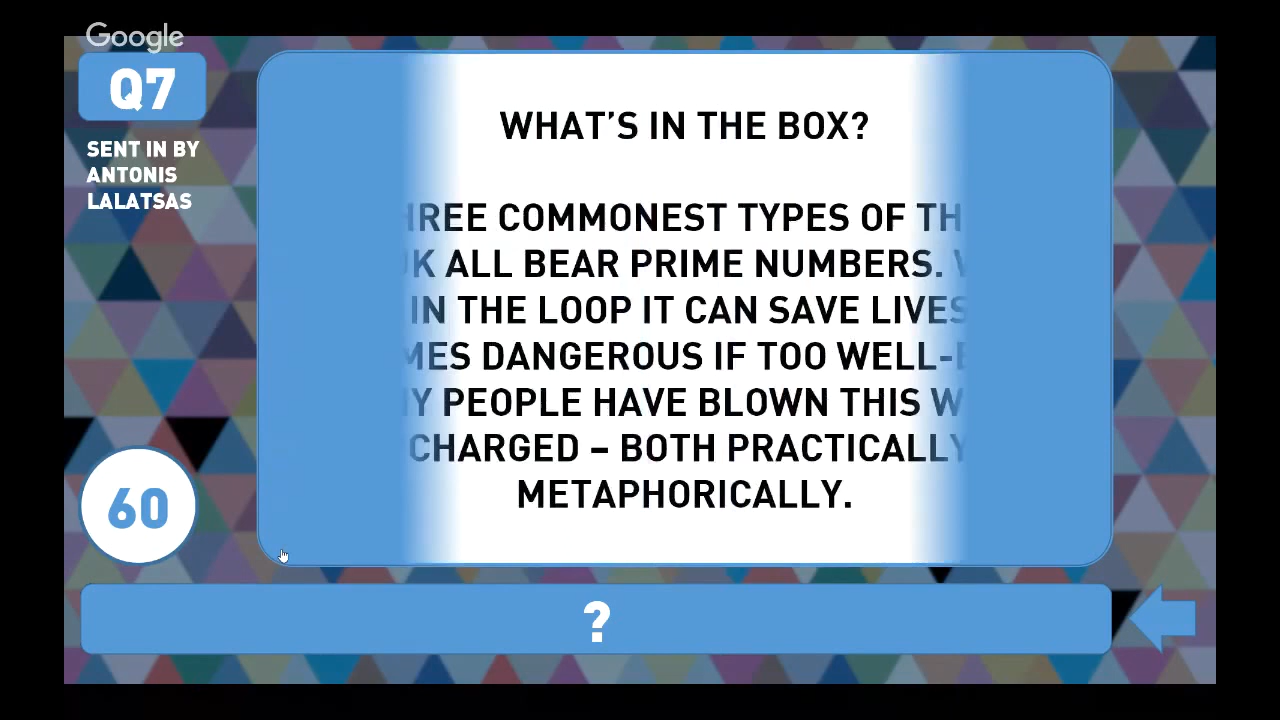 Google
Q7
SENT IN BY
ANTONIS
LALATSAS
WHAT'S IN THE BOX?
HREE COMMONEST TYPES OF TH
K ALL BEAR PRIME NUMBERS.
IN THE LOOP IT CAN SAVE LIVES
MES DANGEROUS IF TOO WELL-
Y PEOPLE HAVE BLOWN THIS W
CHARGED – BOTH PRACTICALLY
METAPHORICALLY.
60
?